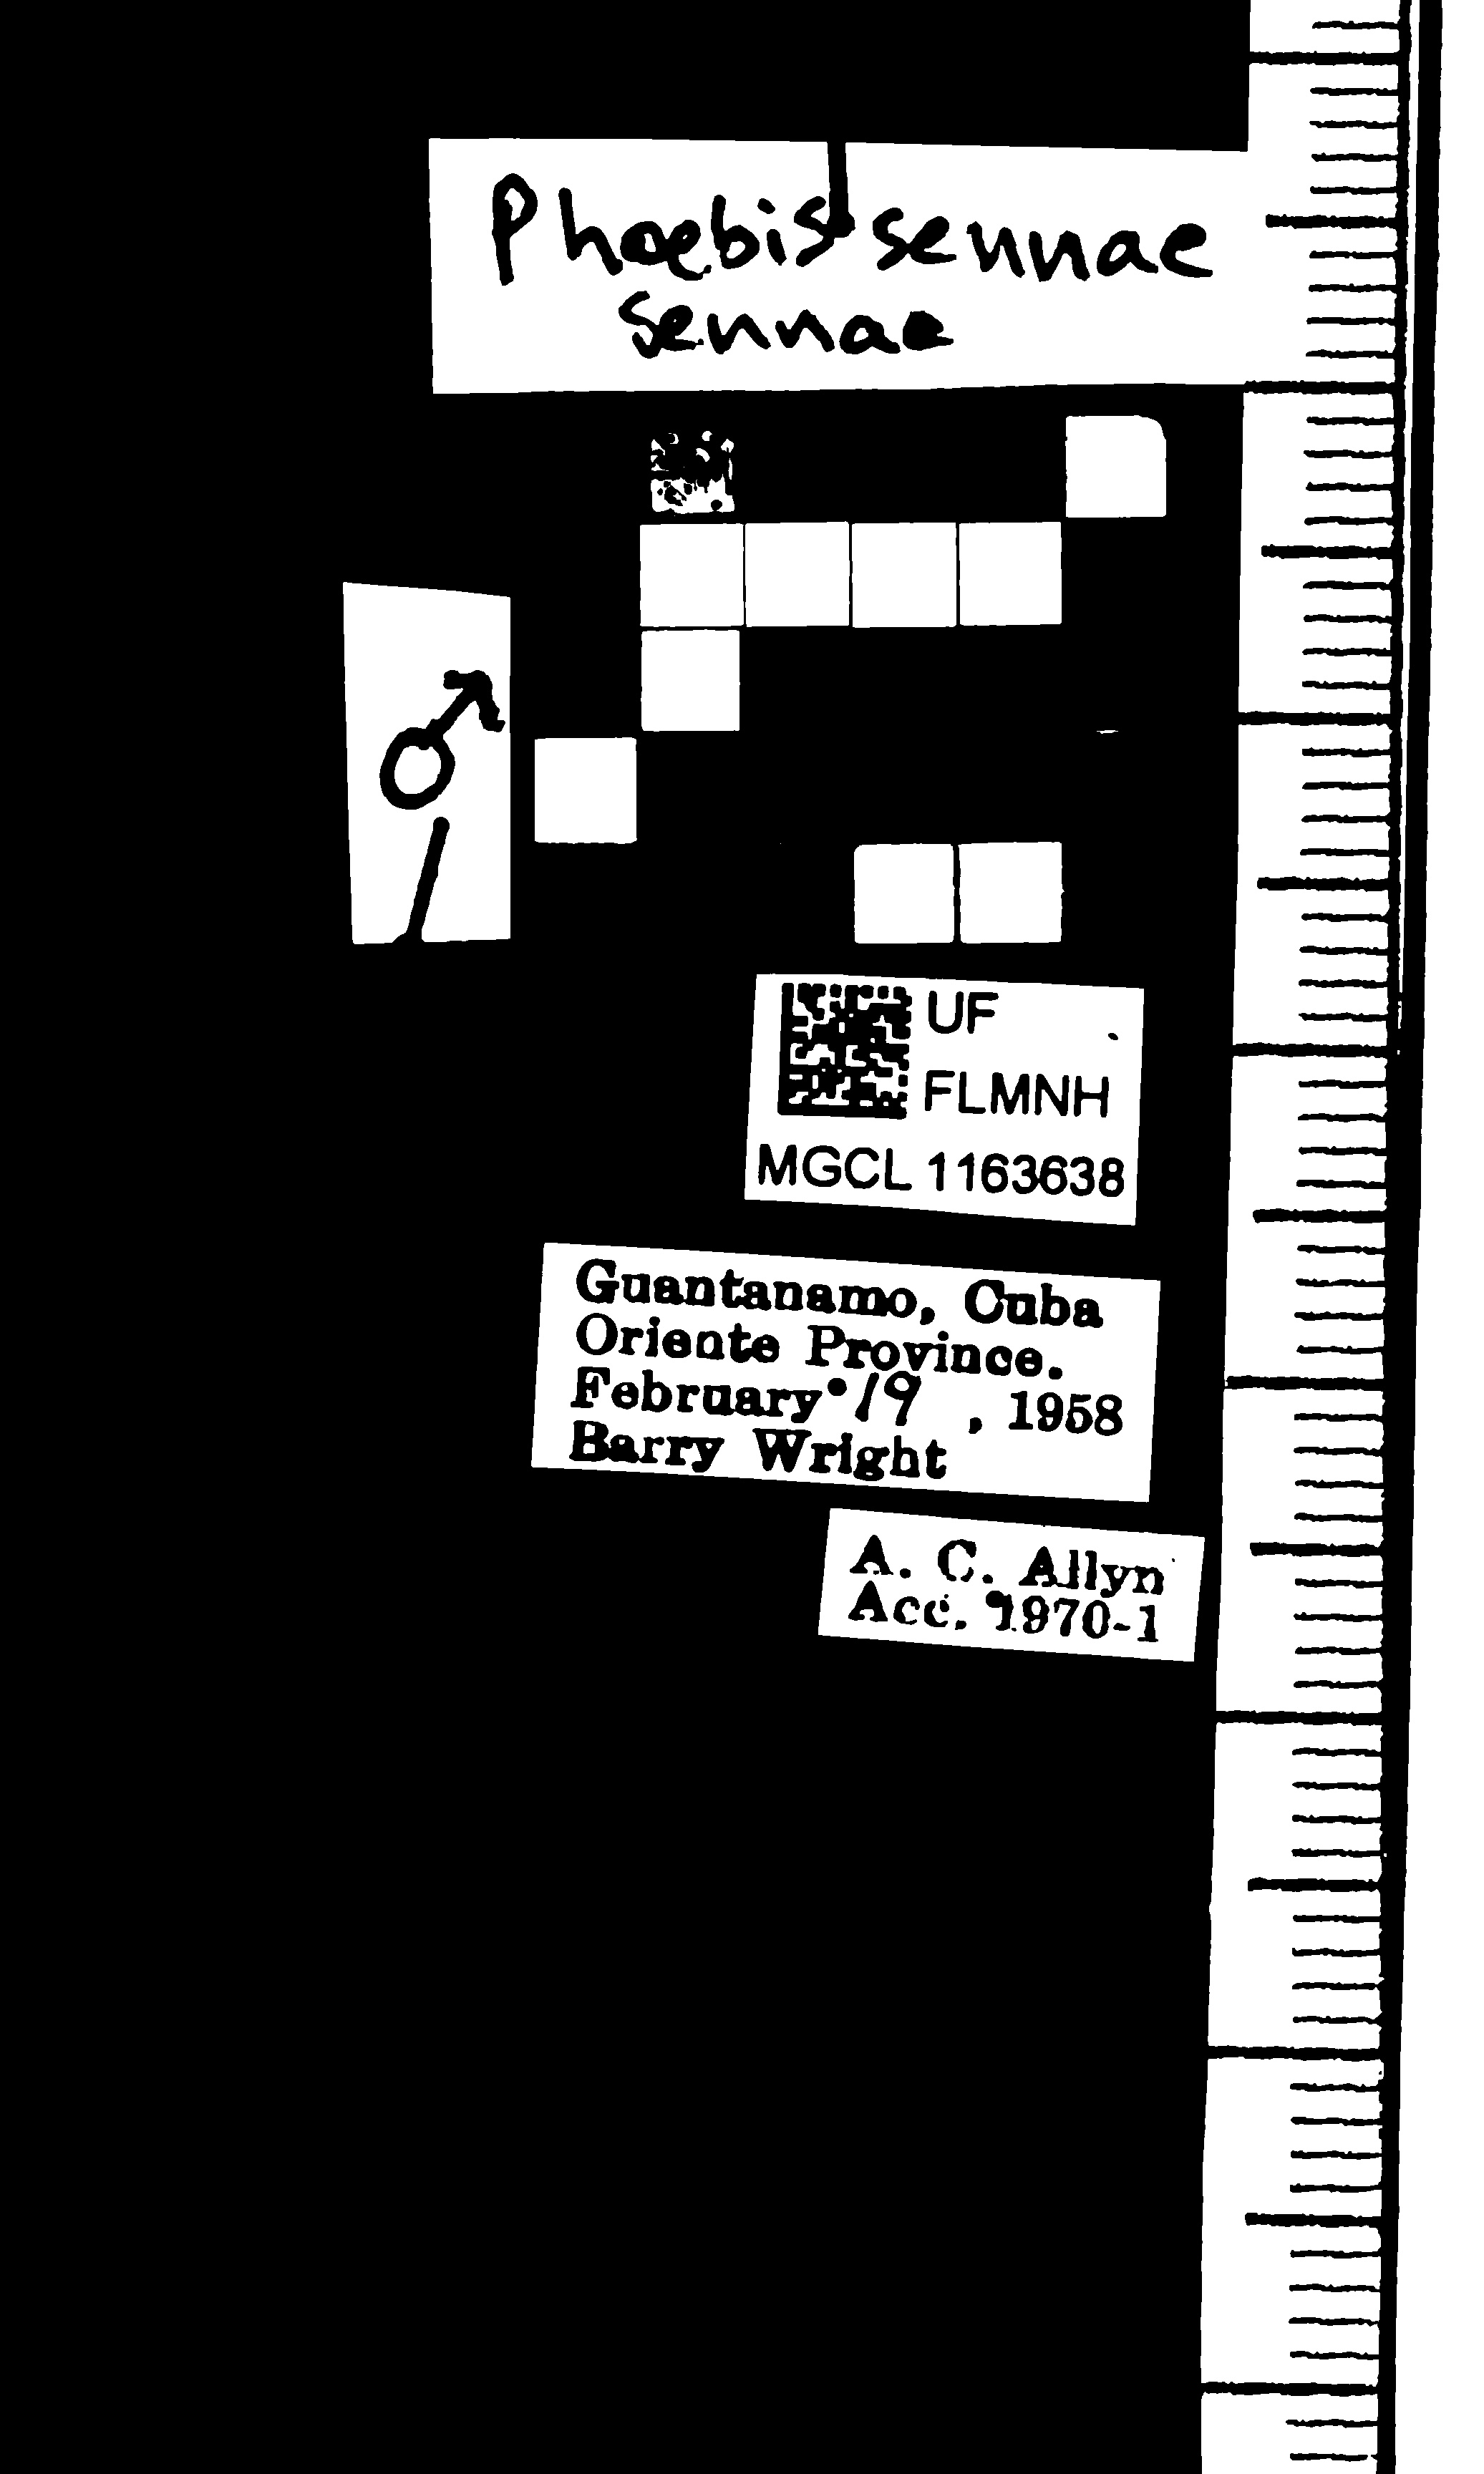 Phoebis sennae
sennae
♂
UF
FLMNH
MGCL 1163638
Guantanamo, Cuba
Oriente Province.
February 19, 1958
Barry Wright
A. C. Allyn
Acc. 1970-1